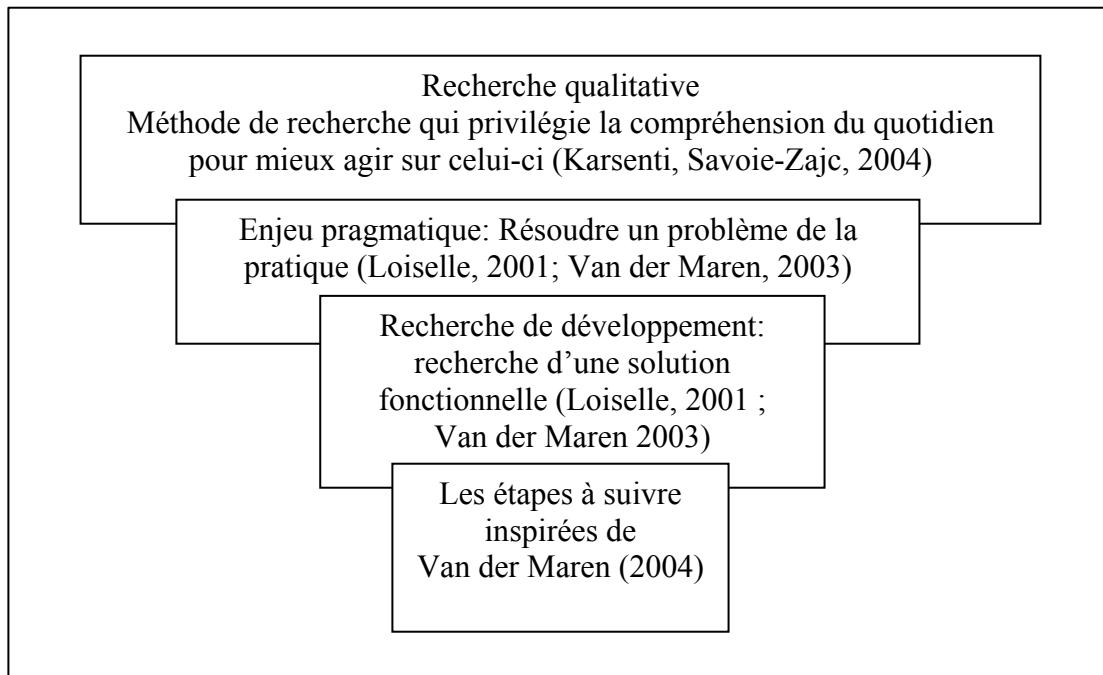 Recherche qualitative
Méthode de recherche qui privilégie la compréhension du quotidien
pour mieux agir sur celui-ci (Karsenti, Savoie-Zajc, 2004)
Enjeu pragmatique: Résoudre un problème de la
pratique (Loiselle, 2001; Van der Maren, 2003)
Recherche de développement:
recherche d’une solution
fonctionnelle (Loiselle, 2001 ;
Van der Maren 2003)
Les étapes à suivre
inspirées de
Van der Maren (2004)